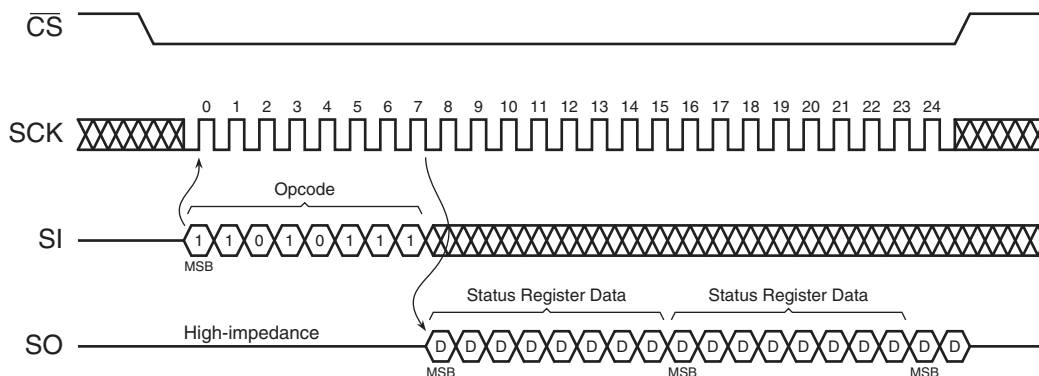 CS
0 1 2 3 4 5 6 7 8 9 10 11 12 13 14 15 16 17 18 19 20 21 22 23 24
SCK
Opcode
SI 1 1 0 1 0 1 1 1
MSB
Status Register Data Status Register Data
High-impedance
SO D D D D D D D D D D D D D D D D D D
MSB MSB MSB